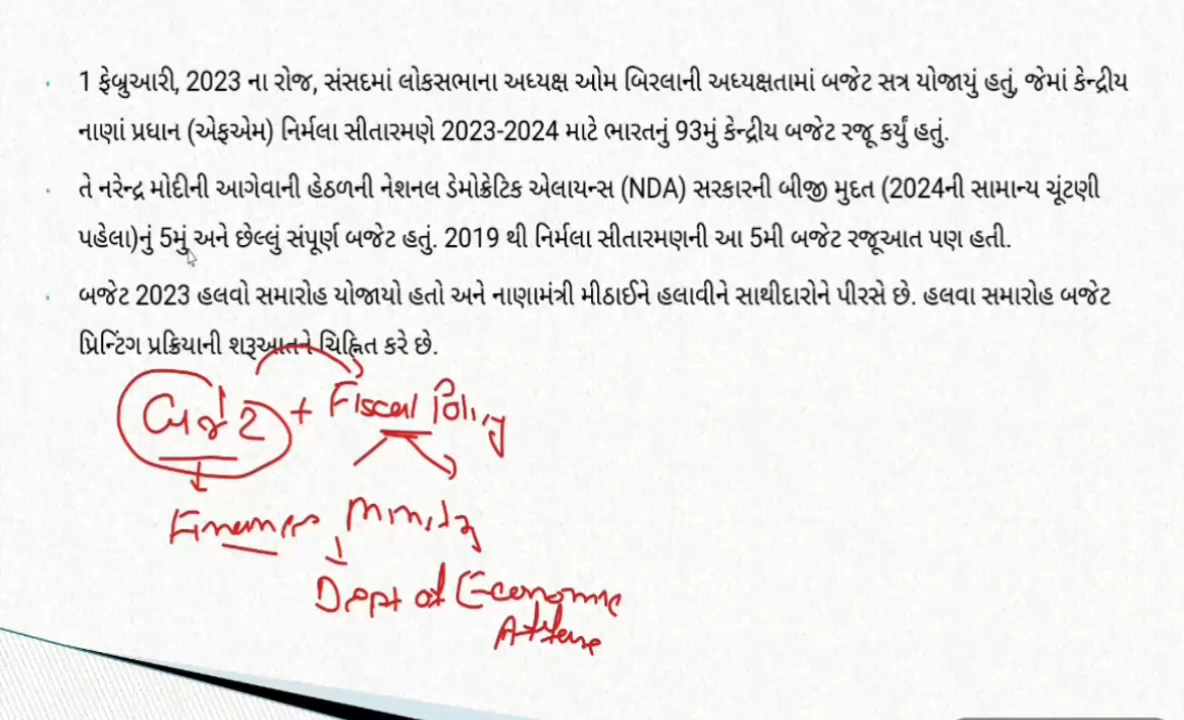 1 ફેબ્રુઆરી, 2023 ના રોજ, સંસદમાં લોકસભાના અધ્યક્ષ ઓમ બિરલાની અધ્યક્ષતામાં બજેટ સત્ર યોજાયું હતું, જેમાં કેન્દ્રીય
નાણાં પ્રધાન (એફએમ) નિર્મલા સીતારમણે 2023-2024 માટે ભારતનું 93મું કેન્દ્રીય બજેટ રજૂ કર્યું હતું.
તે નરેન્દ્ર મોદીની આગેવાની હેઠળની નેશનલ ડેમોક્રેટિક એલાયન્સ (NDA) સરકારની બીજી મુદત (2024ની સામાન્ય ચૂંટણી
પહેલા)નું 5મું અને છેલ્લું સંપૂર્ણ બજેટ હતું. 2019 થી નિર્મલા સીતારમણની આ 5મી બજેટ રજૂઆત પણ હતી.
બજેટ 2023 હલવો સમારોહ યોજાયો હતો અને નાણામંત્રી મીઠાઈને હલાવીને સાથીદારોને પીરસે છે. હલવા સમારોહ બજેટ
પ્રિન્ટિંગ પ્રક્રિયાની શરૂઆતને ચિહ્નિત કરે છે.
બજેટ + Fiscal Policy
Dept of Economic